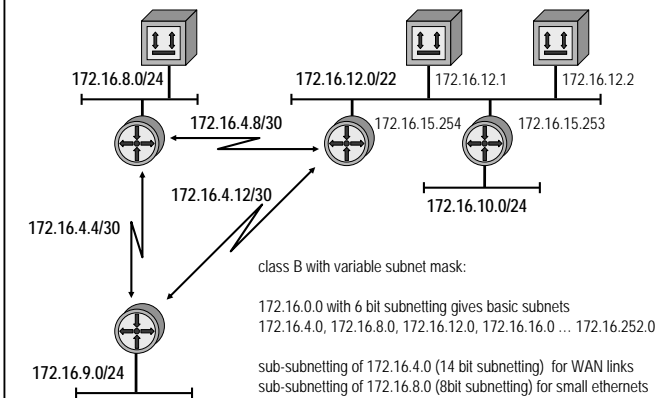 172.16.8.0/24
172.16.12.0/22
172.16.12.1
172.16.12.2
172.16.4.8/30
172.16.15.254
172.16.15.253
172.16.4.12/30
172.16.10.0/24
172.16.4.4/30
class B with variable subnet mask:
172.16.0.0 with 6 bit subnetting gives basic subnets
172.16.4.0, 172.16.8.0, 172.16.12.0, 172.16.16.0 ... 172.16.252.0
172.16.9.0/24
sub-subnetting of 172.16.4.0 (14 bit subnetting) for WAN links
sub-subnetting of 172.16.8.0 (8bit subnetting) for small ethernets